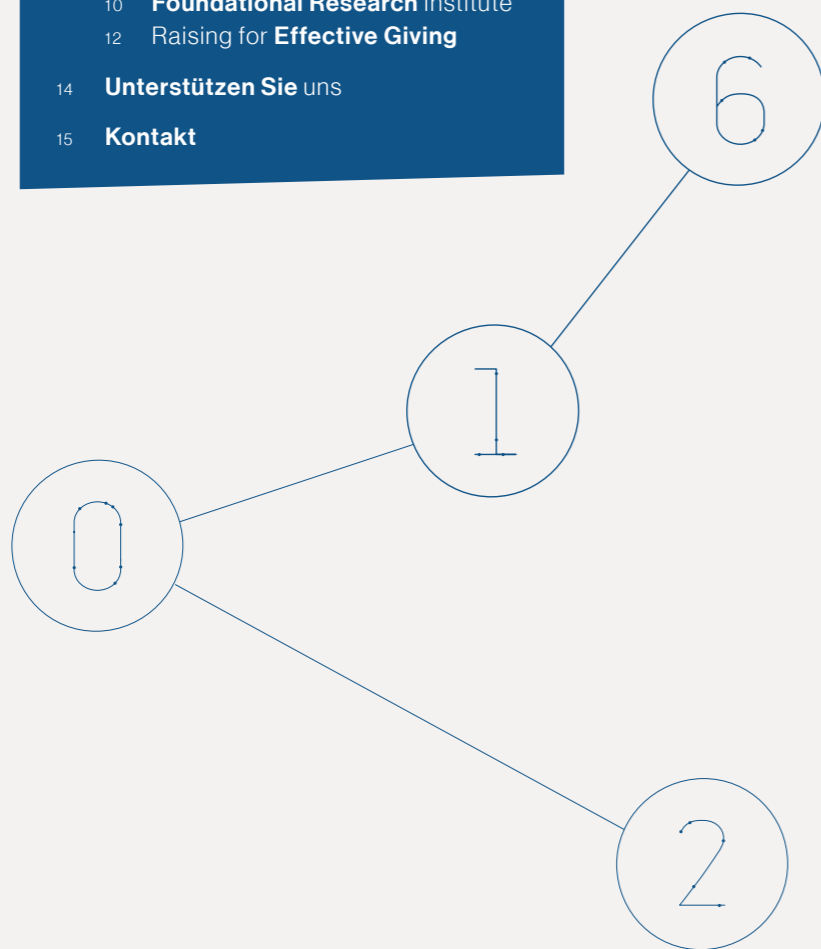 10 Foundational Research Institute
12 Raising for Effective Giving
14 Unterstützen Sie uns
15 Kontakt
6
1
0
2